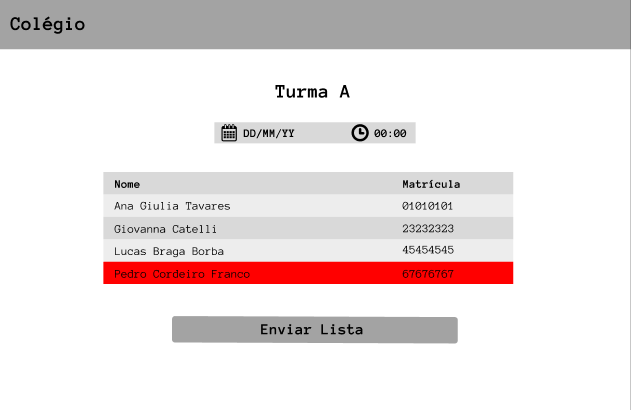 Colégio
Turma A
DD/MM/YY 00:00
Nome Matrícula
Ana Giulia Tavares 01010101
Giovanna Catelli 23232323
Lucas Braga Borba 45454545
Pedro Cordeiro Franco 67676767
Enviar Lista